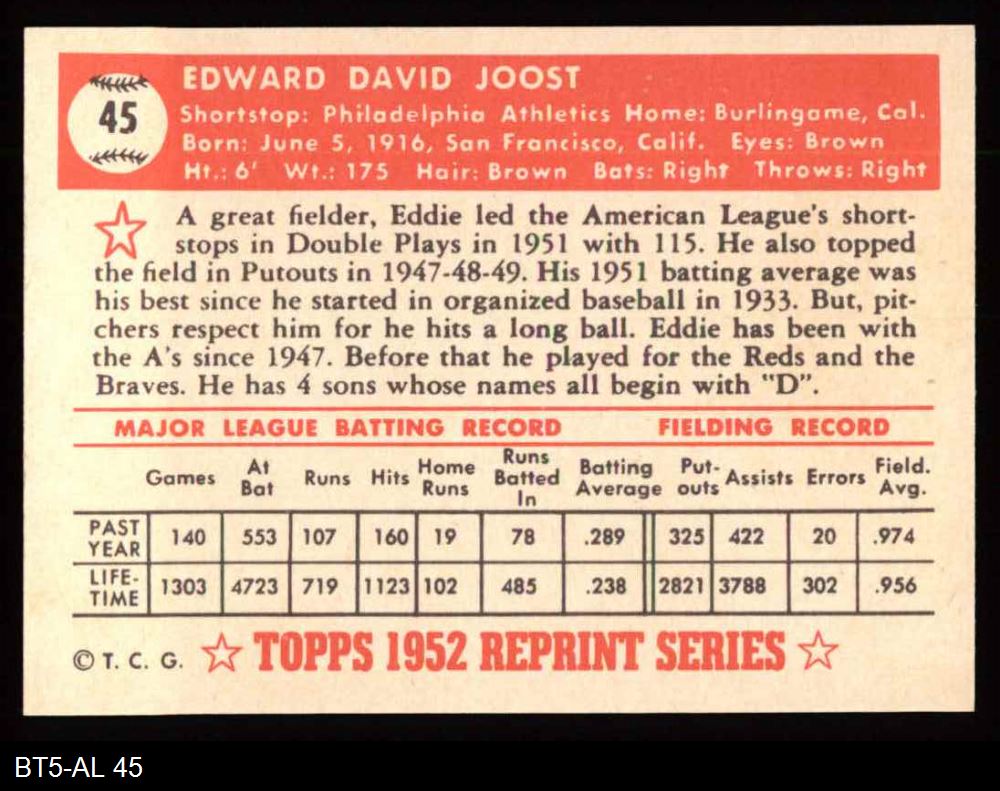 45
EDWARD DAVID JOOST
Shortstop: Philadelphia Athletics Home: Burlingame, Cal.
Born: June 5, 1916, San Francisco, Calif. Eyes: Brown
Ht.: 6' Wt.: 175 Hair: Brown Bats: Right Throws: Right
A great fielder, Eddie led the American League's short-
stops in Double Plays in 1951 with 115. He also topped
the field in Putouts in 1947-48-49. His 1951 batting average was
his best since he started in organized baseball in 1933. But, pit-
chers respect him for he hits a long ball. Eddie has been with
the A's since 1947. Before that he played for the Reds and the
Braves. He has 4 sons whose names all begin with "D".
MAJOR LEAGUE BATTING RECORD FIELDING RECORD
Games At Bat Runs Hits Home Runs Runs Batted In Batting Average Put-outs Assists Errors Field. Avg.
PAST YEAR 140 553 107 160 19 78 .289 325 422 20 .974
LIFE-TIME 1303 4723 719 1123 102 485 .238 2821 3788 302 .956
© T. C. G. TOPPS 1952 REPRINT SERIES
BT5-AL 45